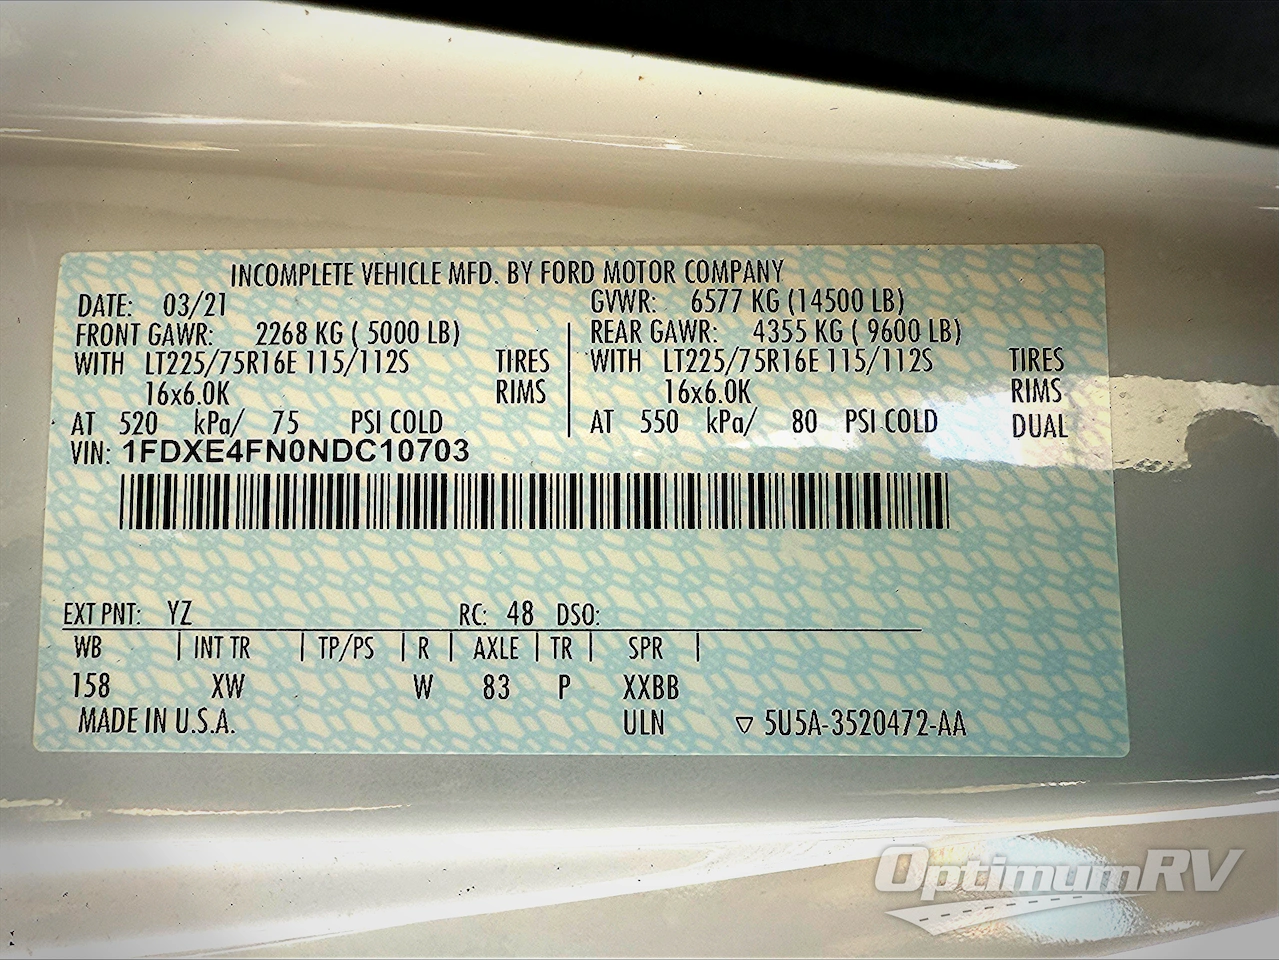 INCOMPLETE VEHICLE MFD. BY FORD MOTOR COMPANY
DATE: 03/21 GVWR: 6577 KG (14500 LB)
FRONT GAWR: 2268 KG ( 5000 LB) REAR GAWR: 4355 KG ( 9600 LB)
WITH LT225/75R16E 115/112S TIRES WITH LT225/75R16E 115/112S TIRES
16x6.0K RIMS 16x6.0K RIMS
AT 520 kPa/ 75 PSI COLD AT 550 kPa/ 80 PSI COLD DUAL
VIN: 1FDXE4FN0NDC10703
EXT PNT: YZ RC: 48 DSO:
WB | INT TR | TP/PS | R | AXLE | TR | SPR |
158 XW W 83 P XXBB
MADE IN U.S.A. ULN ▽ 5U5A-3520472-AA
OptimumRV